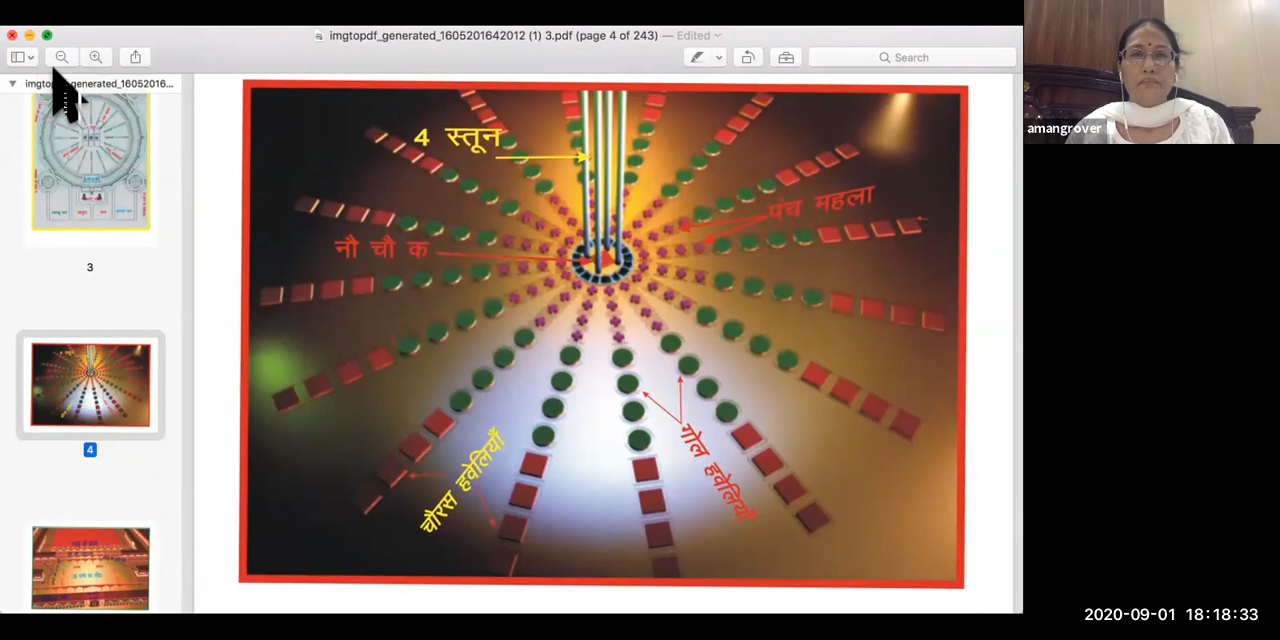 imgtopdf_generated_1605201642012 (1) 3.pdf (page 4 of 243) — Edited
Search
3
4
4 स्तून
पंच महला
नौ चौ क
चौरस हवेलियाँ
गोल हवेलियाँ
amangrover
2020-09-01 18:18:33